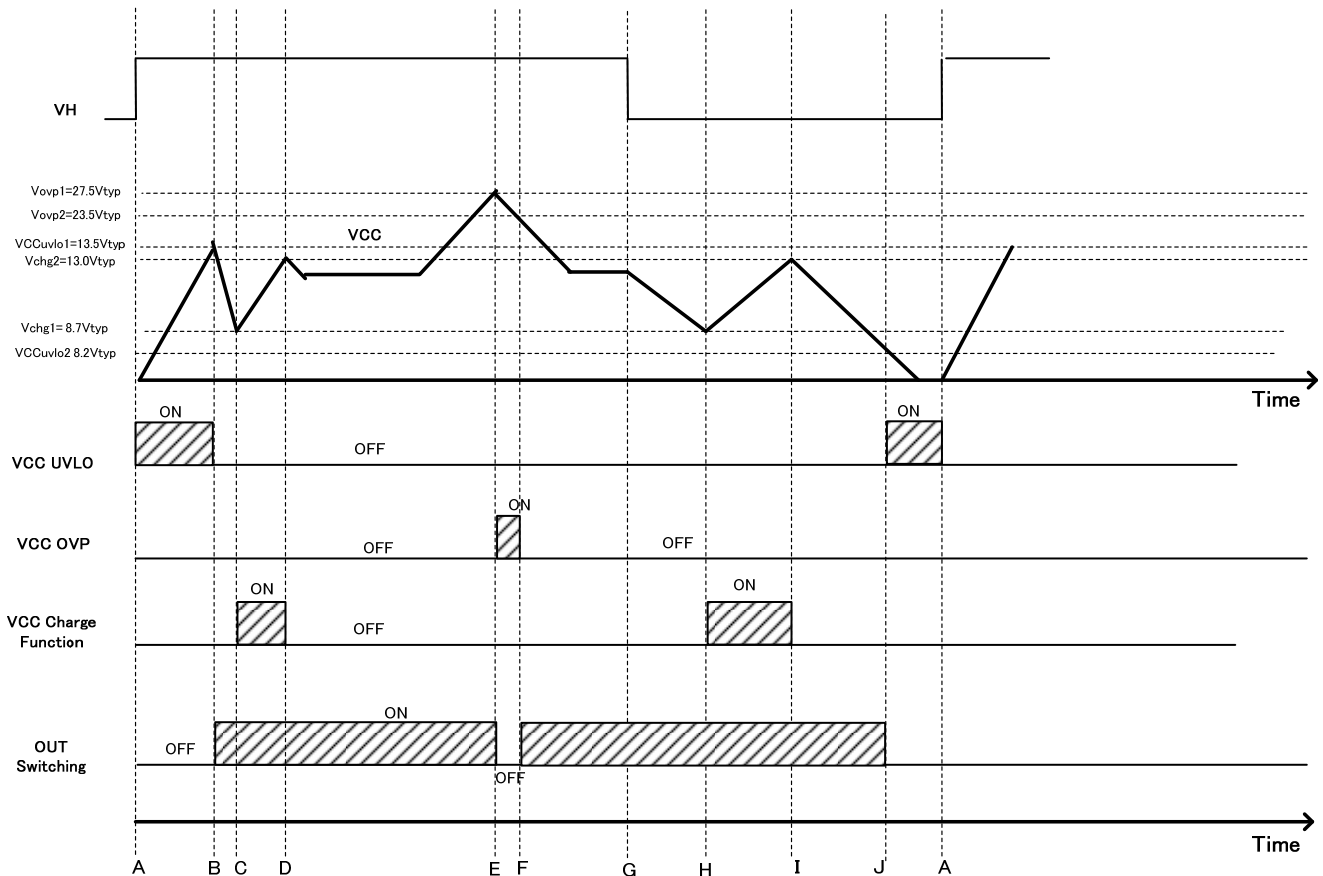 VH
Vovp1=27.5Vtyp
Vovp2=23.5Vtyp
VCC
VCCuvlo1=13.5Vtyp
Vchg2=13.0Vtyp
Vchg1= 8.7Vtyp
VCCuvlo2 8.2Vtyp
Time
ON
ON
VCC UVLO
OFF
ON
VCC OVP
OFF
OFF
ON
ON
VCC Charge
Function
OFF
ON
OUT
Switching
OFF
OFF
Time
A B C D E F G H I J A